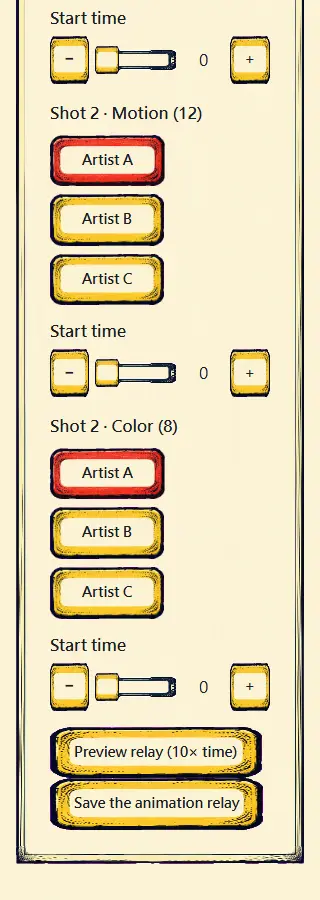 Start time
− 0 +
Shot 2 · Motion (12)
Artist A
Artist B
Artist C
Start time
− 0 +
Shot 2 · Color (8)
Artist A
Artist B
Artist C
Start time
− 0 +
Preview relay (10× time)
Save the animation relay